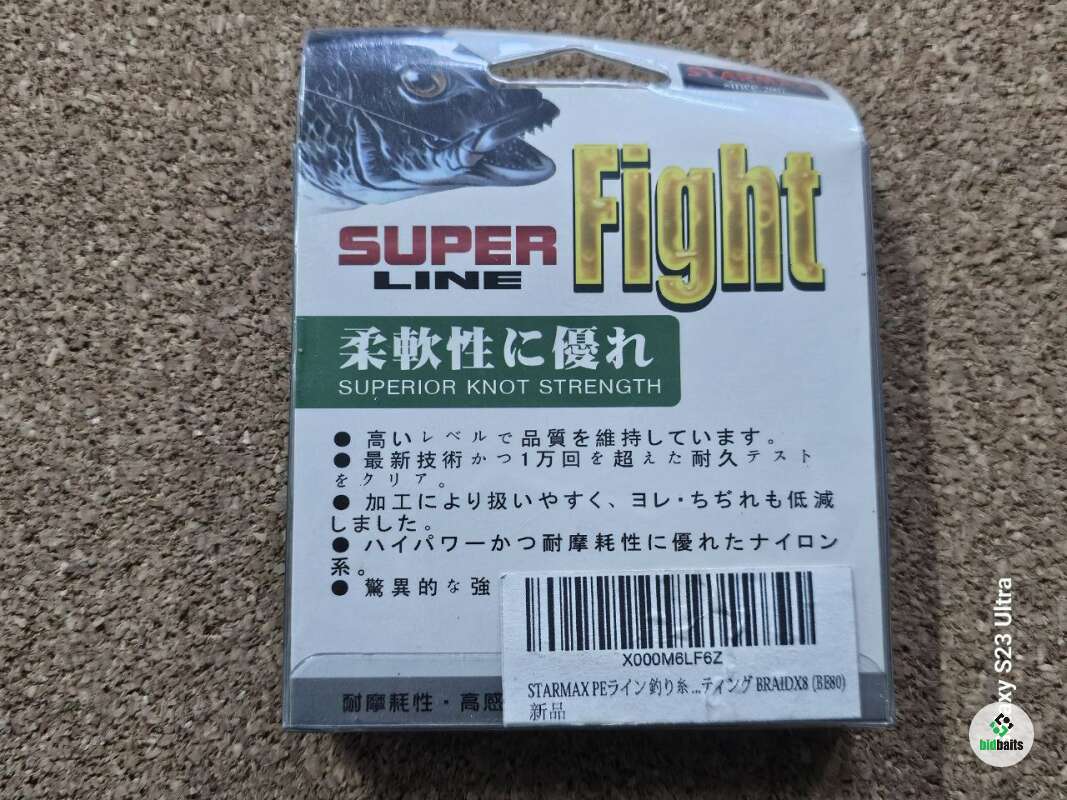 STARMAX
since
Fight
SUPER
LINE
柔軟性に優れ
SUPERIOR KNOT STRENGTH
● 高いレベルで品質を維持しています。
● 最新技術かつ1万回を超えた耐久テスト
をクリア。
● 加工により扱いやすく、ヨレ・ちぢれも低減
しました。
● ハイパワーかつ耐摩耗性に優れたナイロン
系。
● 驚異的な強
X000M6LF6Z
STARMAX PEライン 釣り糸 ...ティング BRAIDX8 (BE80)
新品
耐摩耗性・高感
axy S23 Ultra
bidbaits